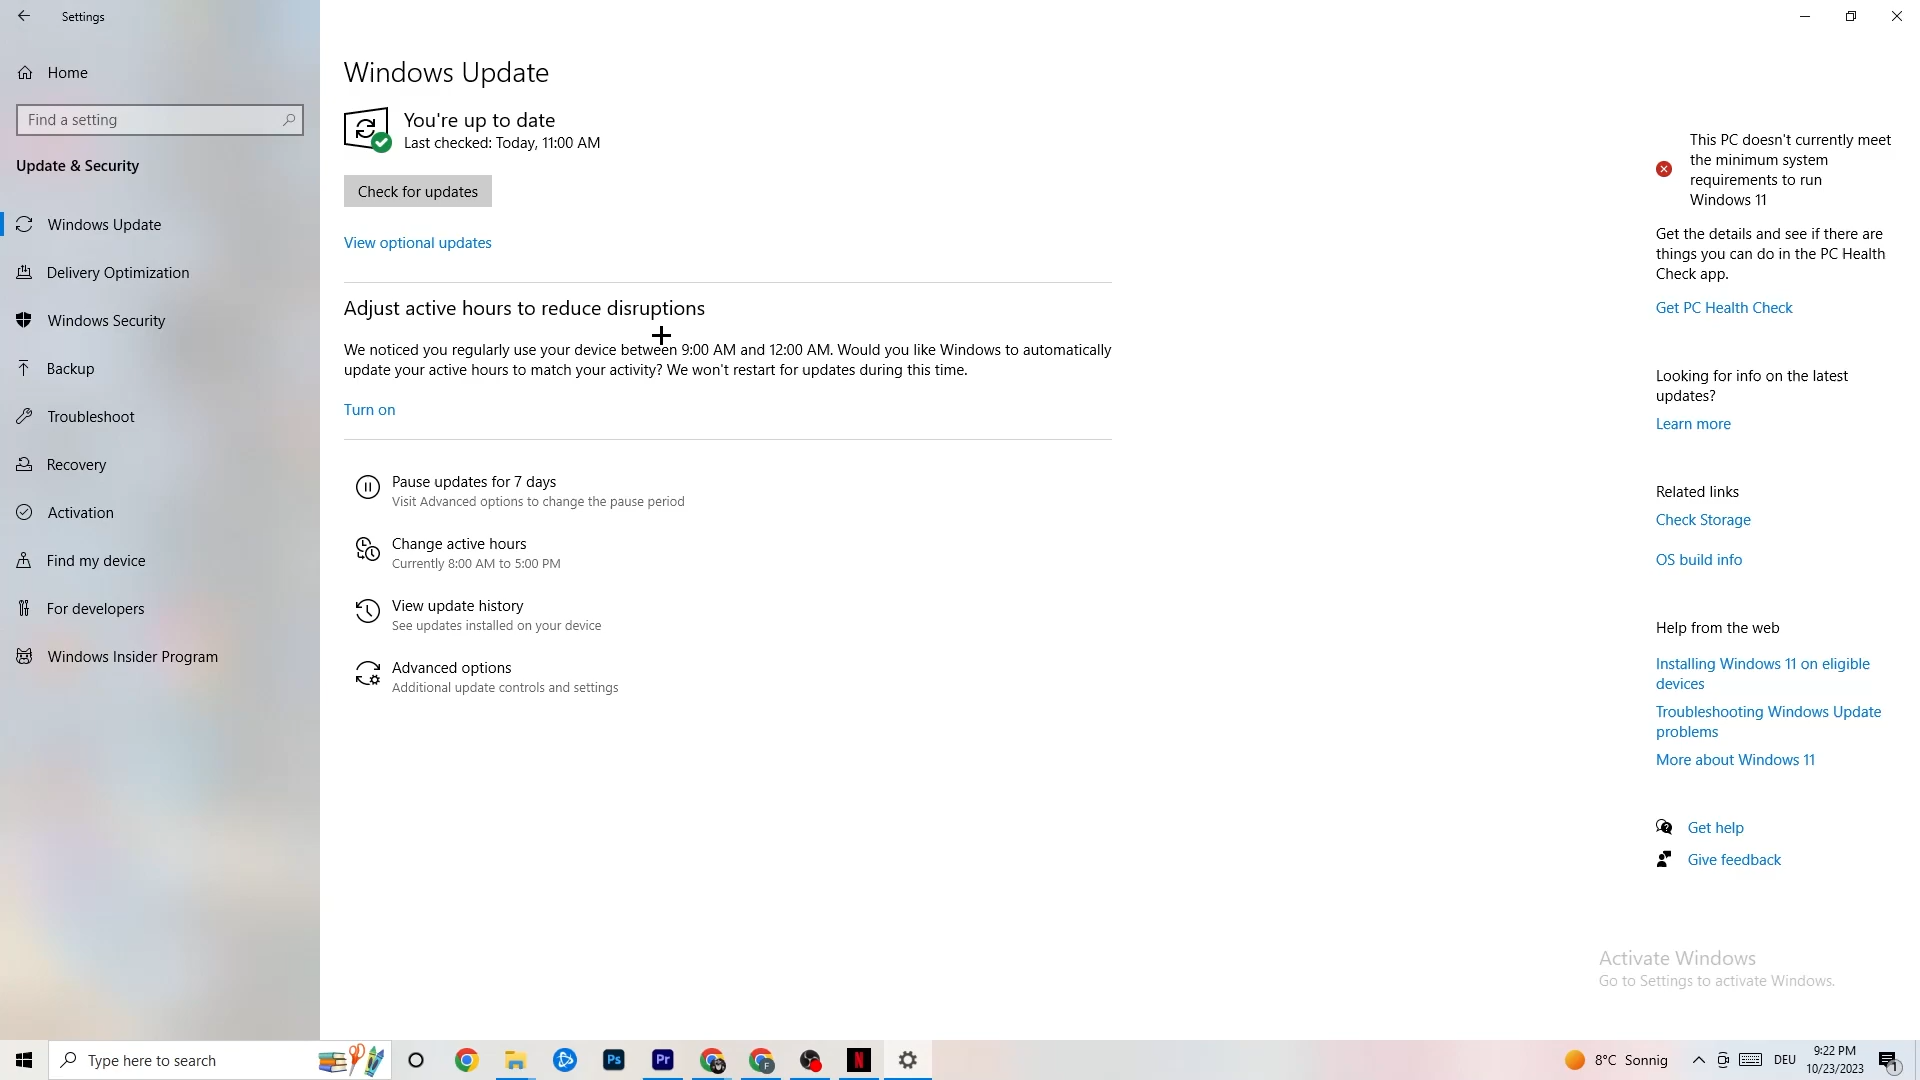 Settings
Home
Find a setting
Update & Security
Windows Update
Delivery Optimization
Windows Security
Backup
Troubleshoot
Recovery
Activation
Find my device
For developers
Windows Insider Program
Windows Update
You're up to date
Last checked: Today, 11:00 AM
Check for updates
View optional updates
Adjust active hours to reduce disruptions
We noticed you regularly use your device between 9:00 AM and 12:00 AM. Would you like Windows to automatically
update your active hours to match your activity? We won't restart for updates during this time.
Turn on
Pause updates for 7 days
Visit Advanced options to change the pause period
Change active hours
Currently 8:00 AM to 5:00 PM
View update history
See updates installed on your device
Advanced options
Additional update controls and settings
This PC doesn't currently meet
the minimum system
requirements to run
Windows 11
Get the details and see if there are
things you can do in the PC Health
Check app.
Get PC Health Check
Looking for info on the latest
updates?
Learn more
Related links
Check Storage
OS build info
Help from the web
Installing Windows 11 on eligible
devices
Troubleshooting Windows Update
problems
More about Windows 11
Get help
Give feedback
Activate Windows
Go to Settings to activate Windows.
Type here to search
Ps
Pr
F
N
8°C Sonnig
DEU
9:22 PM
10/23/2023
1